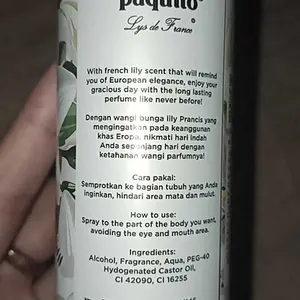 paquito®
Lys de France®
With french lily scent that will remind
you of European elegance, enjoy your
gracious day with the long lasting
perfume like never before!
Dengan wangi bunga lily Prancis yang
mengingatkan pada keanggunan
khas Eropa, nikmati hari indah
Anda sepanjang hari dengan
ketahanan wangi parfumnya!
Cara pakai:
Semprotkan ke bagian tubuh yang Anda
inginkan, hindari area mata dan mulut.
How to use:
Spray to the part of the body you want,
avoiding the eye and mouth area.
Ingredients:
Alcohol, Fragrance, Aqua, PEG-40
Hydogenated Castor Oil,
CI 42090, CI 16255